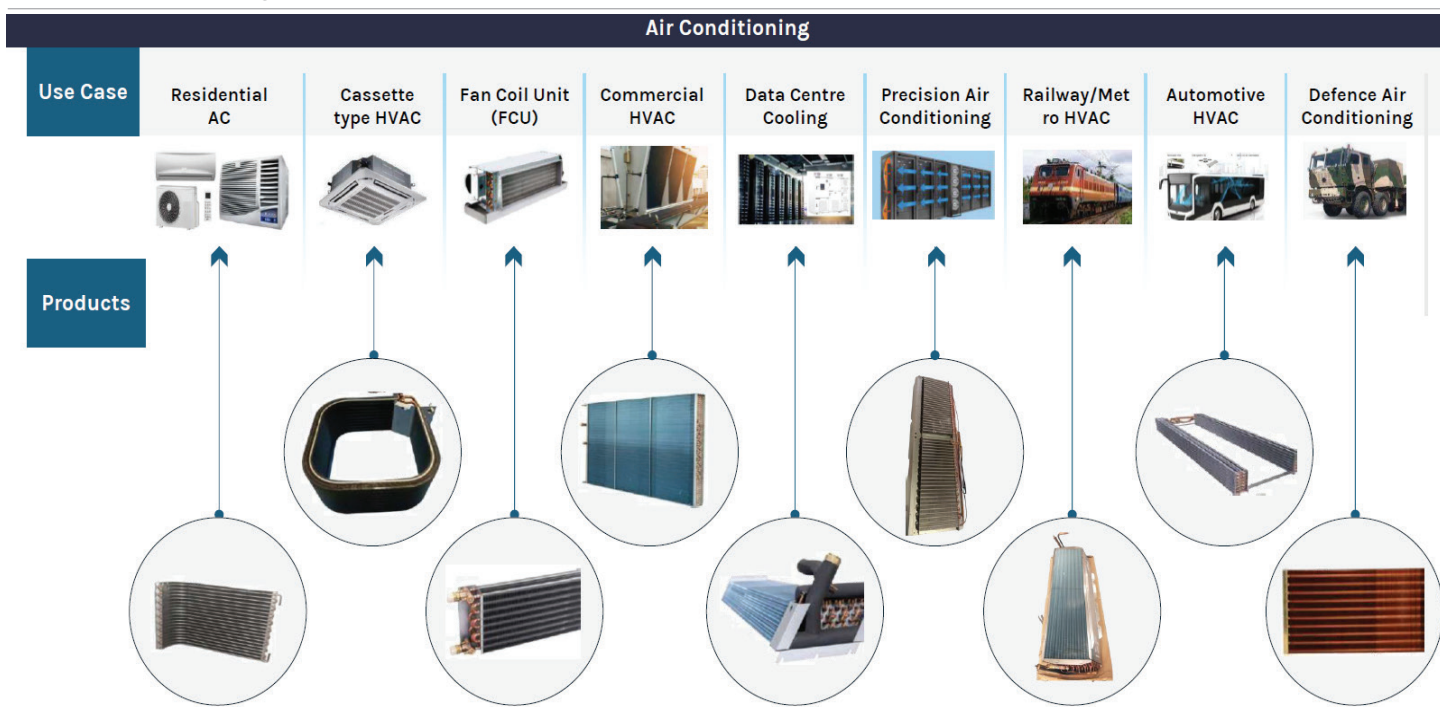 Air Conditioning
Use Case
Residential
AC
Cassette
type HVAC
Fan Coil Unit
(FCU)
Commercial
HVAC
Data Centre
Cooling
Precision Air
Conditioning
Railway/Met
ro HVAC
Automotive
HVAC
Defence Air
Conditioning
Products